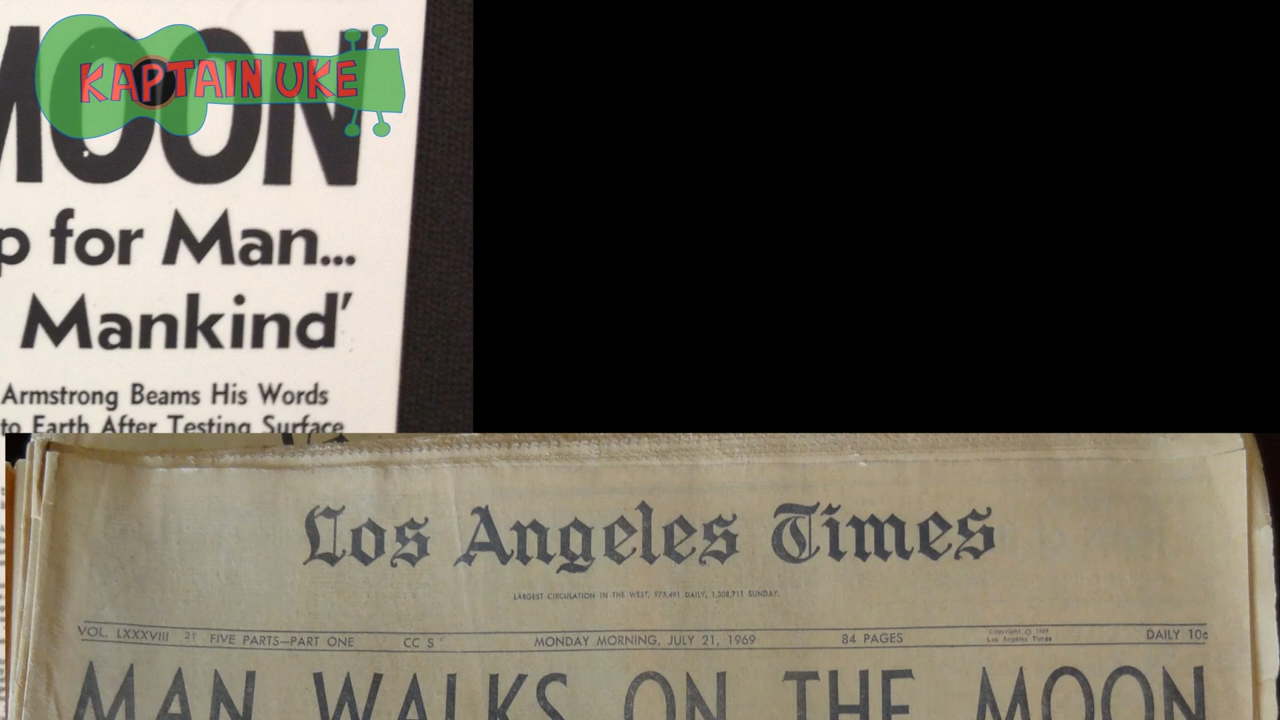 MOON
KAPTAIN UKE
p for Man...
Mankind'
Armstrong Beams His Words
to Earth After Testing Surface
Los Angeles Times
LARGEST CIRCULATION IN THE WEST, 975,491 DAILY, 1,308,711 SUNDAY.
VOL. LXXXVIII 2† FIVE PARTS—PART ONE CC S MONDAY MORNING, JULY 21, 1969 84 PAGES Copyright © 1969 Los Angeles Times DAILY 10c
MAN WALKS ON THE MOON